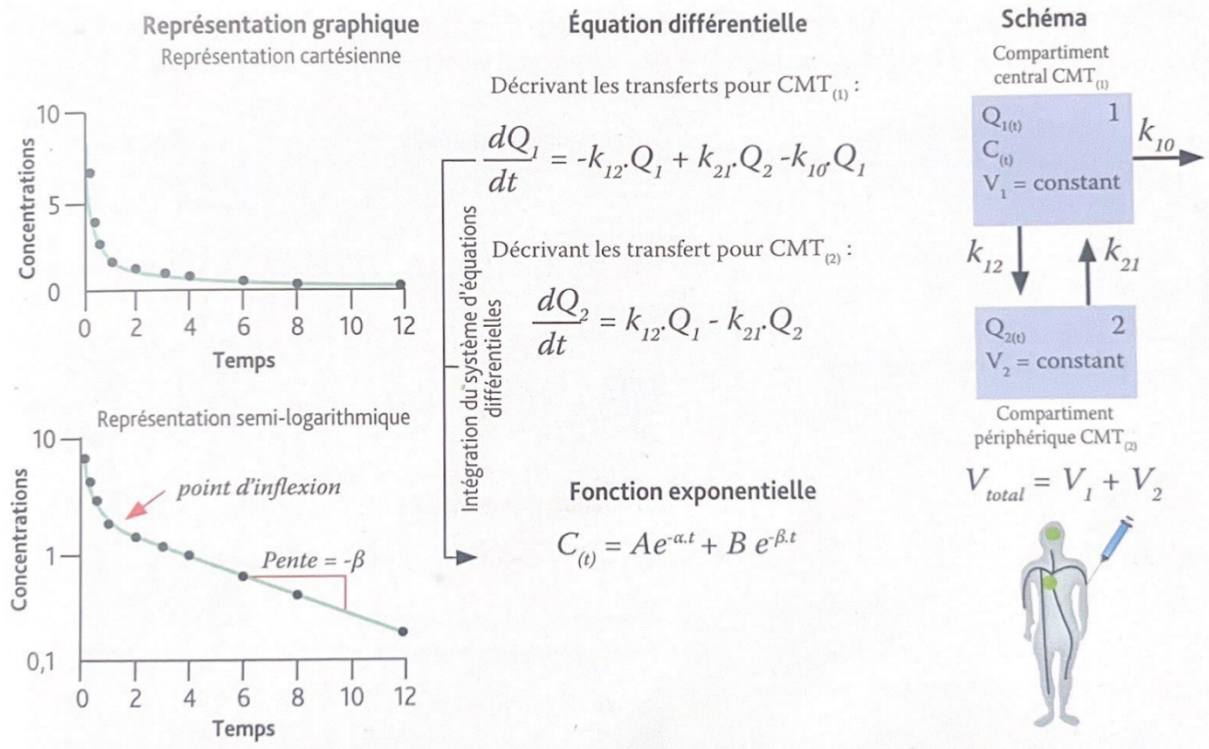 Représentation graphique
Représentation cartésienne
10
5
0
Concentrations
0 2 4 6 8 10 12
Temps
Représentation semi-logarithmique
10
1
0,1
Concentrations
point d'inflexion
Pente = -β
0 2 4 6 8 10 12
Temps
Équation différentielle
Décrivant les transferts pour CMT(1) :
dQ1/dt = -k12.Q1 + k21.Q2 -k10.Q1
Intégration du système d'équations
différentielles
Décrivant les transfert pour CMT(2) :
dQ2/dt = k12.Q1 - k21.Q2
Fonction exponentielle
C(t) = Ae-α.t + B e-β.t
Schéma
Compartiment
central CMT(1)
Q1(t) 1
C(t)
V1 = constant
k10
k12
k21
Q2(t) 2
V2 = constant
Compartiment
périphérique CMT(2)
Vtotal = V1 + V2